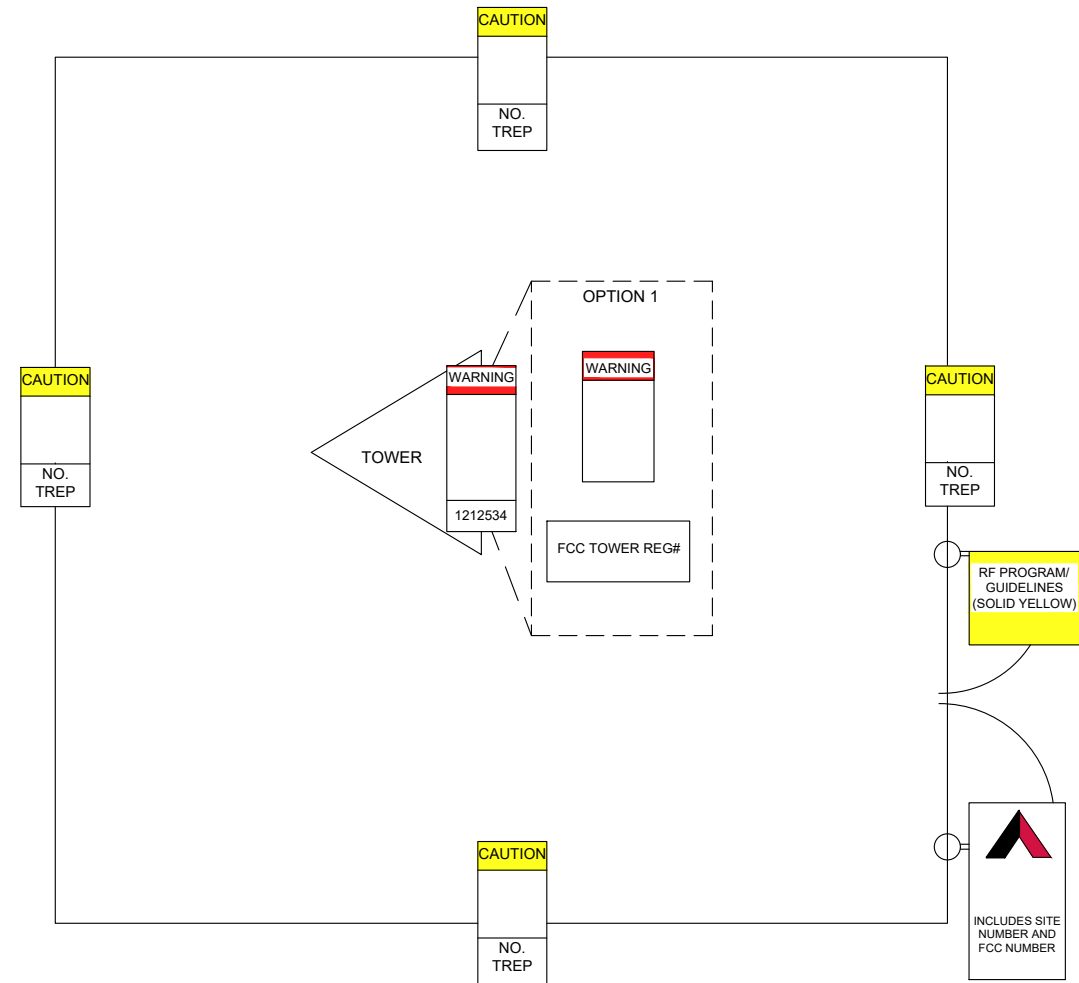 CAUTION
NO.
TREP
OPTION 1
WARNING
WARNING
TOWER
1212534
FCC TOWER REG#
CAUTION
NO.
TREP
CAUTION
NO.
TREP
RF PROGRAM/
GUIDELINES
(SOLID YELLOW)
INCLUDES SITE
NUMBER AND
FCC NUMBER
CAUTION
NO.
TREP